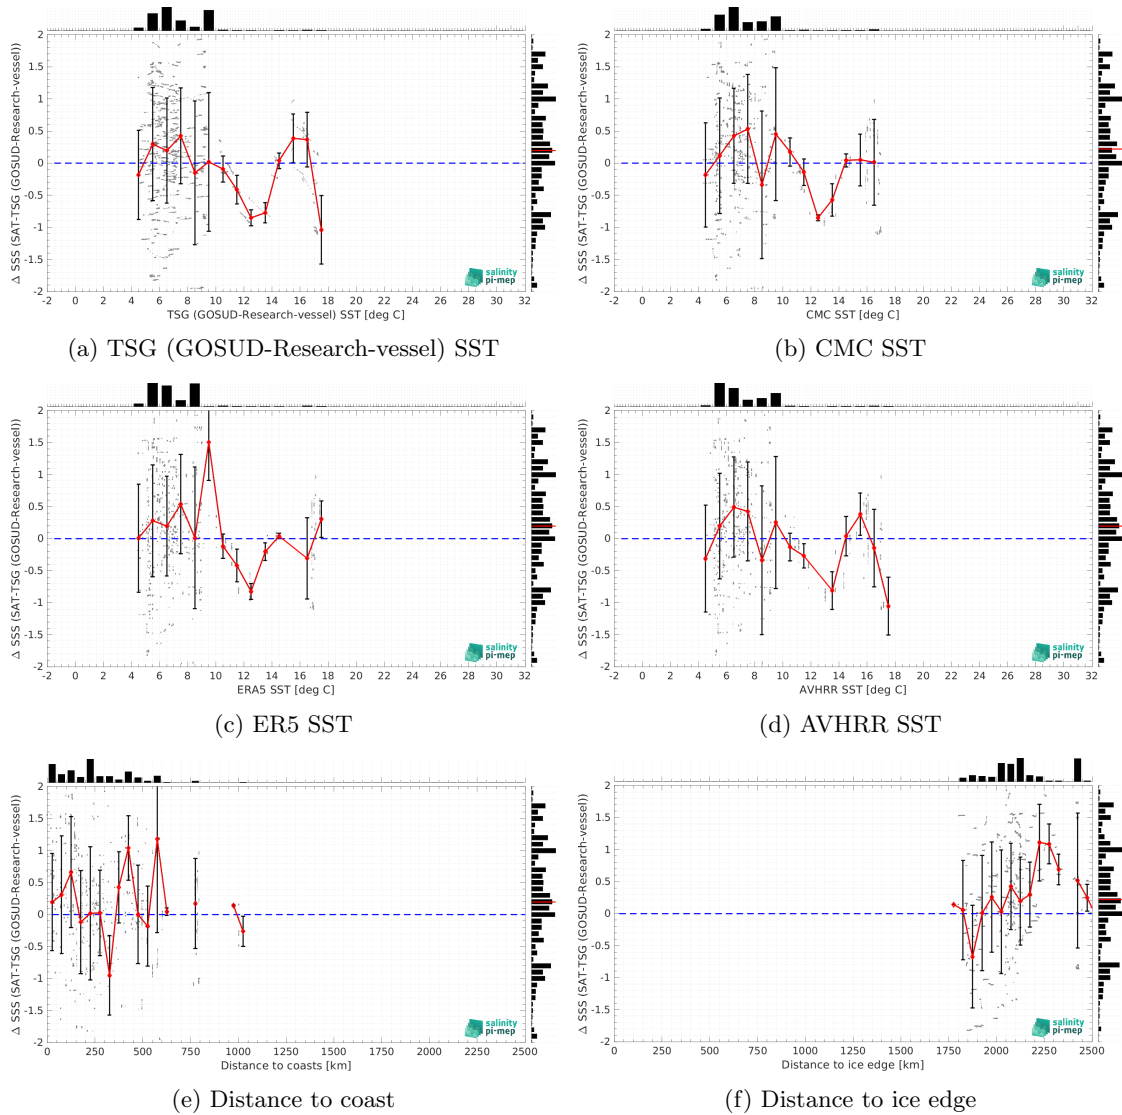 2
1.5
1
0.5
0
-0.5
-1
-1.5
-2
Δ SSS (SAT-TSG (GOSUD-Research-vessel))
-2 0 2 4 6 8 10 12 14 16 18 20 22 24 26 28 30 32
TSG (GOSUD-Research-vessel) SST [deg C]
salinity
pi-mep
(a) TSG (GOSUD-Research-vessel) SST
2
1.5
1
0.5
0
-0.5
-1
-1.5
-2
Δ SSS (SAT-TSG (GOSUD-Research-vessel))
-2 0 2 4 6 8 10 12 14 16 18 20 22 24 26 28 30 32
CMC SST [deg C]
salinity
pi-mep
(b) CMC SST
2
1.5
1
0.5
0
-0.5
-1
-1.5
-2
Δ SSS (SAT-TSG (GOSUD-Research-vessel))
-2 0 2 4 6 8 10 12 14 16 18 20 22 24 26 28 30 32
ERA5 SST [deg C]
salinity
pi-mep
(c) ER5 SST
2
1.5
1
0.5
0
-0.5
-1
-1.5
-2
Δ SSS (SAT-TSG (GOSUD-Research-vessel))
-2 0 2 4 6 8 10 12 14 16 18 20 22 24 26 28 30 32
AVHRR SST [deg C]
salinity
pi-mep
(d) AVHRR SST
2
1.5
1
0.5
0
-0.5
-1
-1.5
-2
Δ SSS (SAT-TSG (GOSUD-Research-vessel))
0 250 500 750 1000 1250 1500 1750 2000 2250 2500
Distance to coasts [km]
salinity
pi-mep
(e) Distance to coast
2
1.5
1
0.5
0
-0.5
-1
-1.5
-2
Δ SSS (SAT-TSG (GOSUD-Research-vessel))
0 250 500 750 1000 1250 1500 1750 2000 2250 2500
Distance to ice edge [km]
salinity
pi-mep
(f) Distance to ice edge